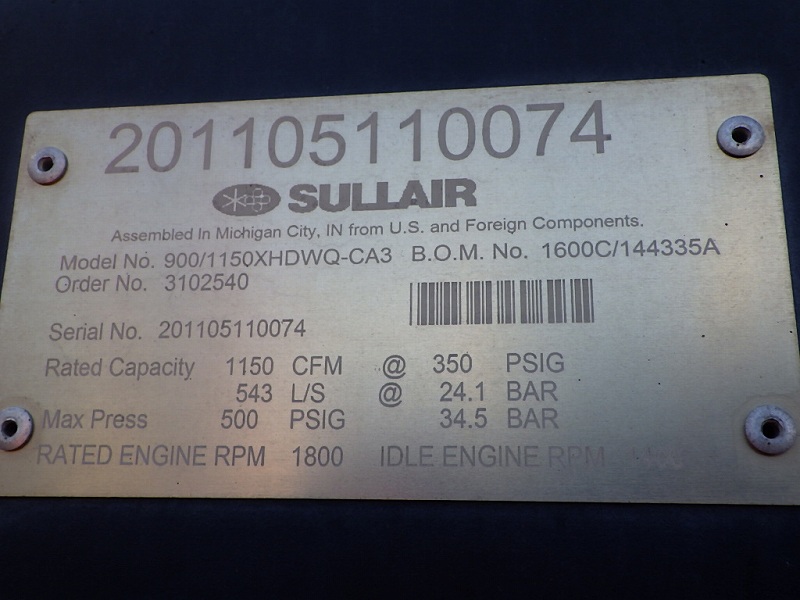 201105110074
SULLAIR
Assembled In Michigan City, IN from U.S. and Foreign Components.
Model No. 900/1150XHDWQ-CA3 B.O.M. No. 1600C/144335A
Order No. 3102540
Serial No. 201105110074
Rated Capacity 1150 CFM @ 350 PSIG
543 L/S @ 24.1 BAR
Max Press 500 PSIG 34.5 BAR
RATED ENGINE RPM 1800 IDLE ENGINE RPM